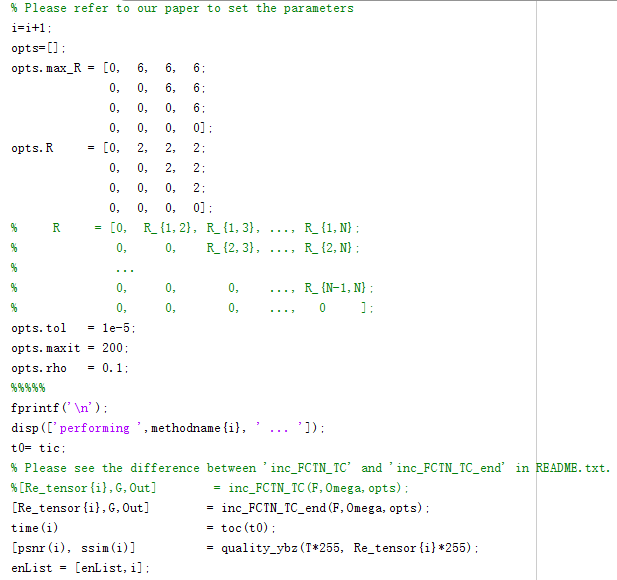 % Please refer to our paper to set the parameters
i=i+1;
opts=[];
opts.max_R = [0, 6, 6, 6;
0, 0, 6, 6;
0, 0, 0, 6;
0, 0, 0, 0];
opts.R = [0, 2, 2, 2;
0, 0, 2, 2;
0, 0, 0, 2;
0, 0, 0, 0];
% R = [0, R_{1,2}, R_{1,3}, ..., R_{1,N};
% 0, 0, R_{2,3}, ..., R_{2,N};
% ...
% 0, 0, 0, ..., R_{N-1,N};
% 0, 0, 0, ..., 0 ];
opts.tol = 1e-5;
opts.maxit = 200;
opts.rho = 0.1;
%%%%%
fprintf('\n');
disp(['performing ',methodname{i}, ' ... ']);
t0= tic;
% Please see the difference between 'inc_FCTN_TC' and 'inc_FCTN_TC_end' in README.txt.
%[Re_tensor{i},G,Out] = inc_FCTN_TC(F,Omega,opts);
[Re_tensor{i},G,Out] = inc_FCTN_TC_end(F,Omega,opts);
time(i) = toc(t0);
[psnr(i), ssim(i)] = quality_ybz(T*255, Re_tensor{i}*255);
enList = [enList,i];